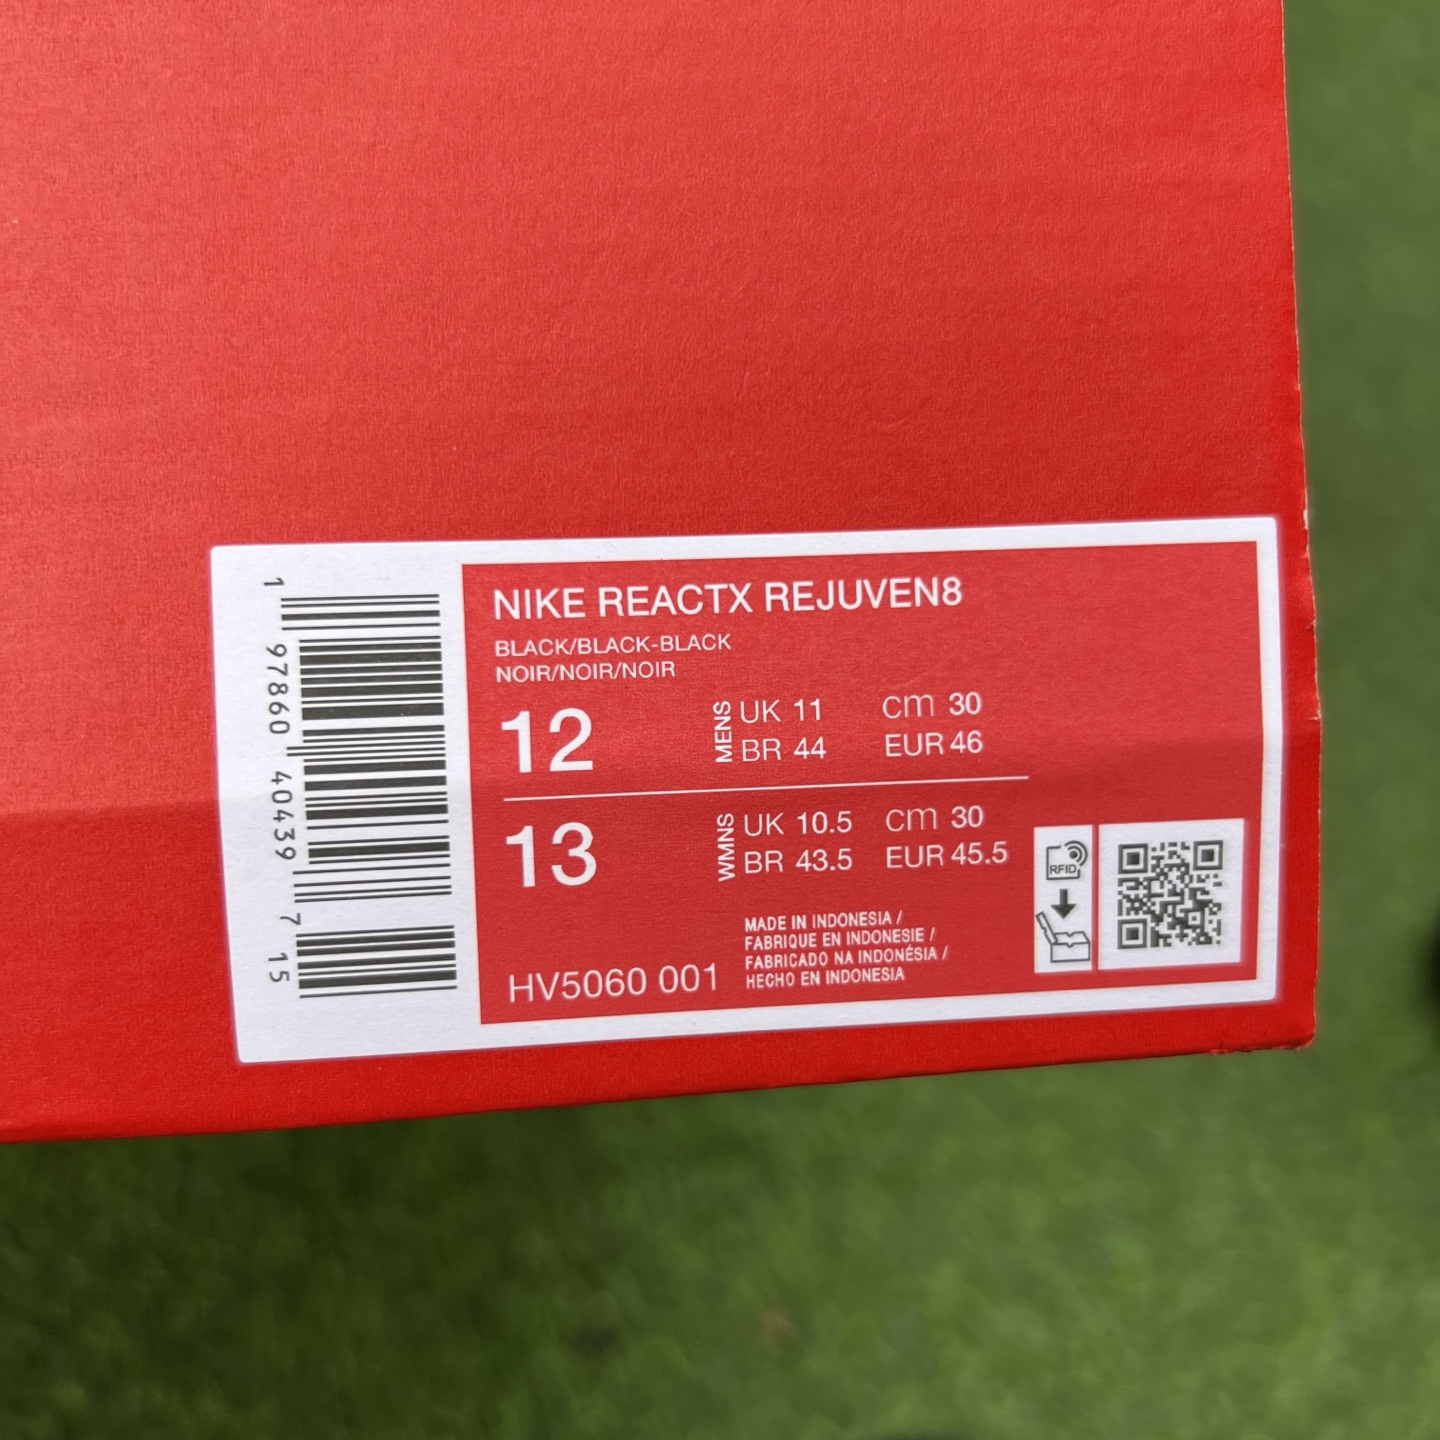 1 97860 40439 7 15
NIKE REACTX REJUVEN8
BLACK/BLACK-BLACK
NOIR/NOIR/NOIR
12 MENS UK 11 cm 30
BR 44 EUR 46
13 WMNS UK 10.5 cm 30
BR 43.5 EUR 45.5
RFID
MADE IN INDONESIA /
FABRIQUE EN INDONESIE /
FABRICADO NA INDONÉSIA /
HECHO EN INDONESIA
HV5060 001